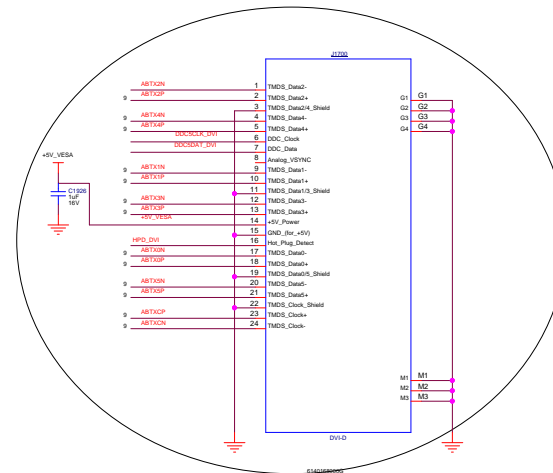 J1700
ABTX2N 1 TMDS_Data2-
9 ABTX2P 2 TMDS_Data2+ G1 G1
3 TMDS_Data2/4_Shield G2 G2
ABTX4N 4 TMDS_Data4- G3 G3
9 ABTX4P 5 TMDS_Data4+ G4 G4
DDC5CLK_DVI 6 DDC_Clock
DDC5DAT_DVI 7 DDC_Data
+5V_VESA 8 Analog_VSYNC
9 ABTX1N 9 TMDS_Data1-
9 ABTX1P 10 TMDS_Data1+
C1926 11 TMDS_Data1/3_Shield
1uF 9 ABTX3N 12 TMDS_Data3-
16V 9 ABTX3P 13 TMDS_Data3+
+5V_VESA 14 +5V_Power
15 GND_(for_+5V)
HPD_DVI 16 Hot_Plug_Detect
9 ABTX0N 17 TMDS_Data0-
9 ABTX0P 18 TMDS_Data0+
19 TMDS_Data0/5_Shield
9 ABTX5N 20 TMDS_Data5-
9 ABTX5P 21 TMDS_Data5+
22 TMDS_Clock_Shield
9 ABTXCP 23 TMDS_Clock+
9 ABTXCN 24 TMDS_Clock-
M1 M1
M2 M2
M3 M3
DVI-D